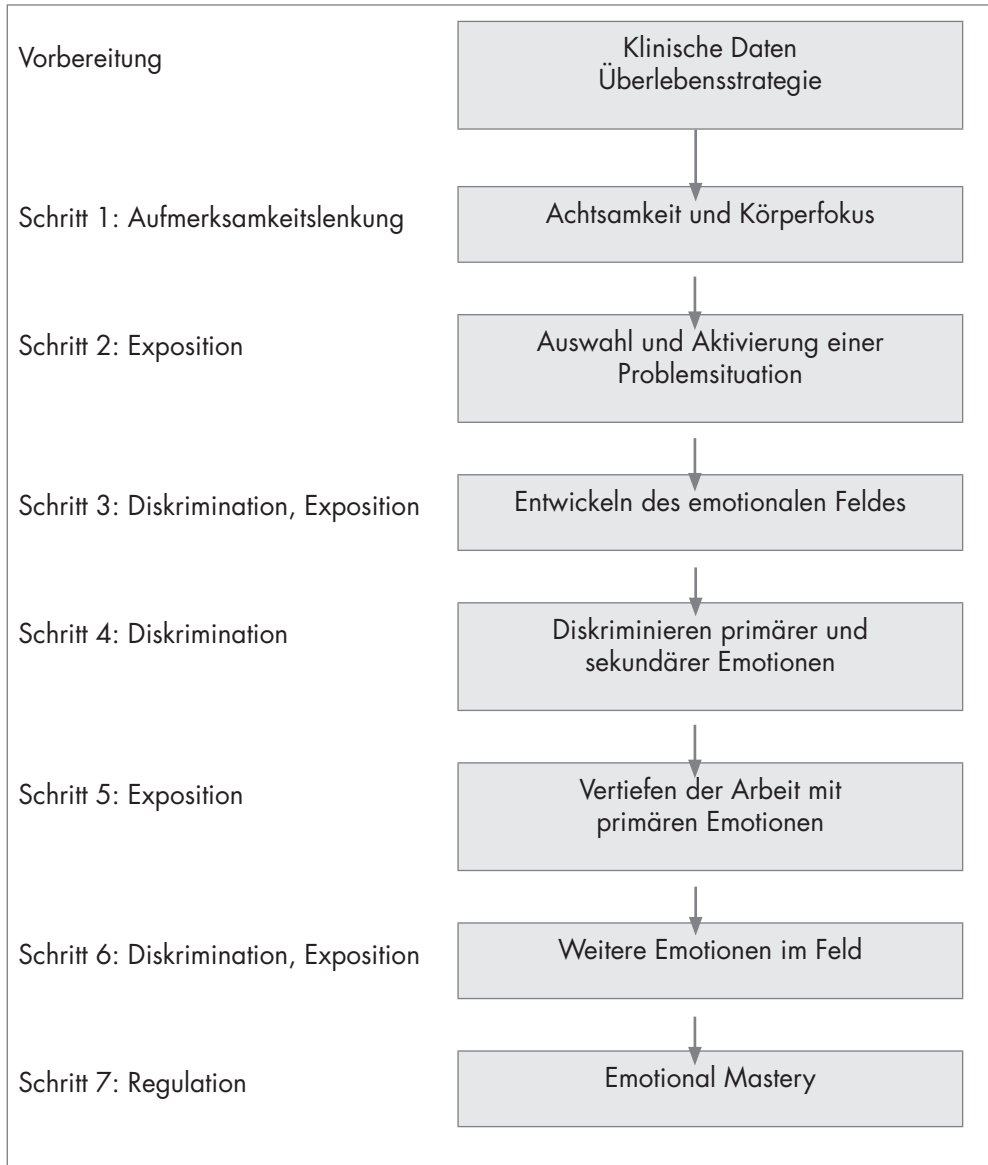 Vorbereitung
Klinische Daten
Überlebensstrategie
Schritt 1: Aufmerksamkeitslenkung
Achtsamkeit und Körperfokus
Schritt 2: Exposition
Auswahl und Aktivierung einer
Problemsituation
Schritt 3: Diskrimination, Exposition
Entwickeln des emotionalen Feldes
Schritt 4: Diskrimination
Diskriminieren primärer und
sekundärer Emotionen
Schritt 5: Exposition
Vertiefen der Arbeit mit
primären Emotionen
Schritt 6: Diskrimination, Exposition
Weitere Emotionen im Feld
Schritt 7: Regulation
Emotional Mastery